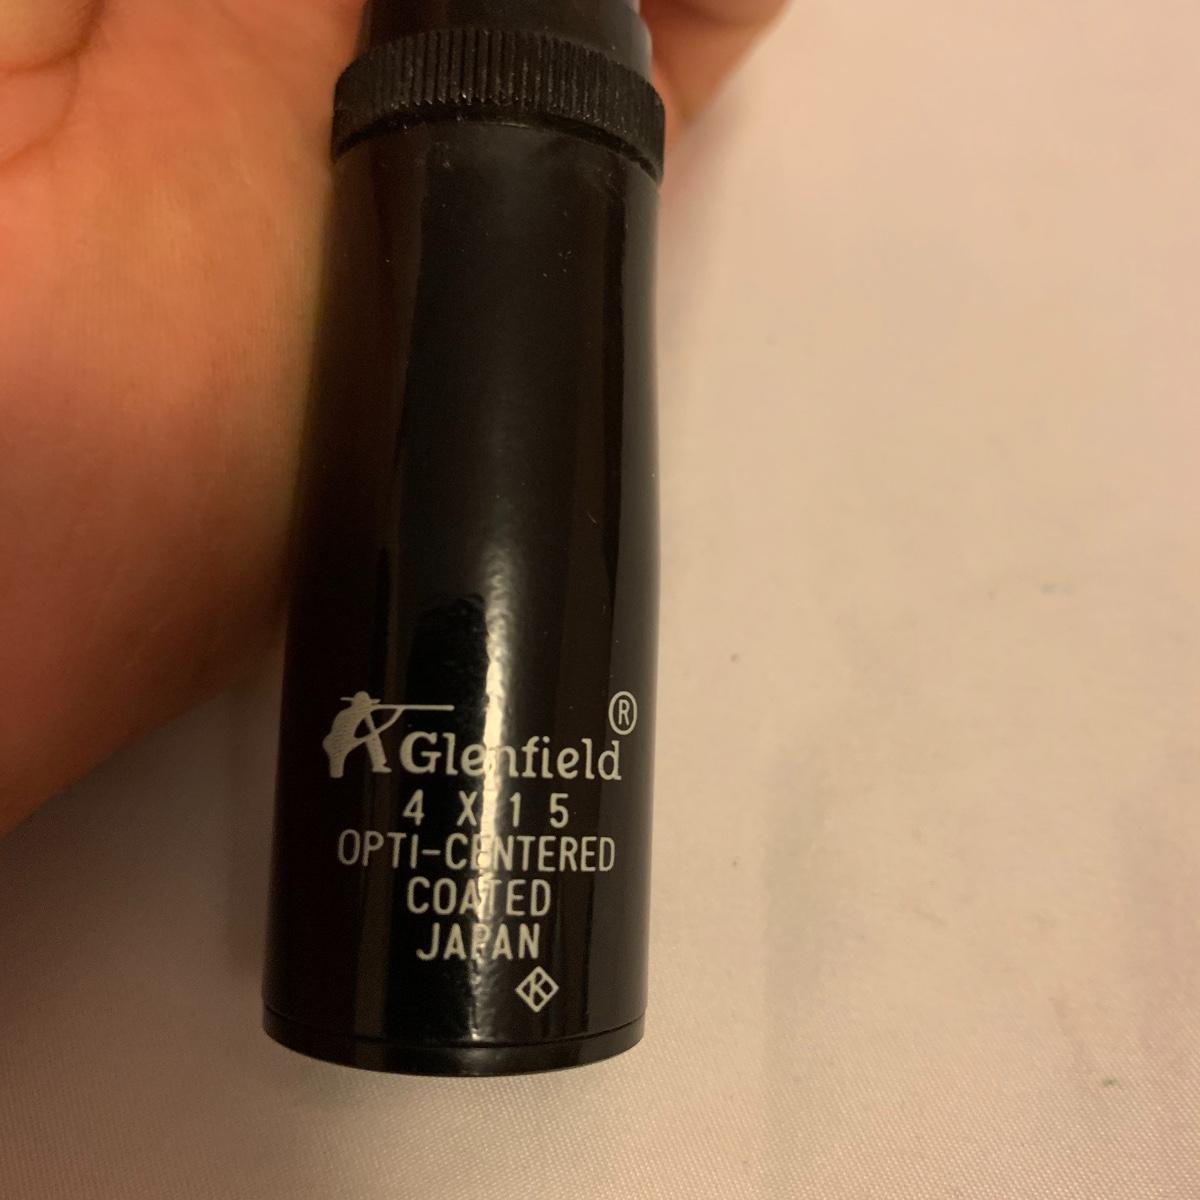 Glenfield®
4 X 15
OPTI-CENTERED
COATED
JAPAN
K